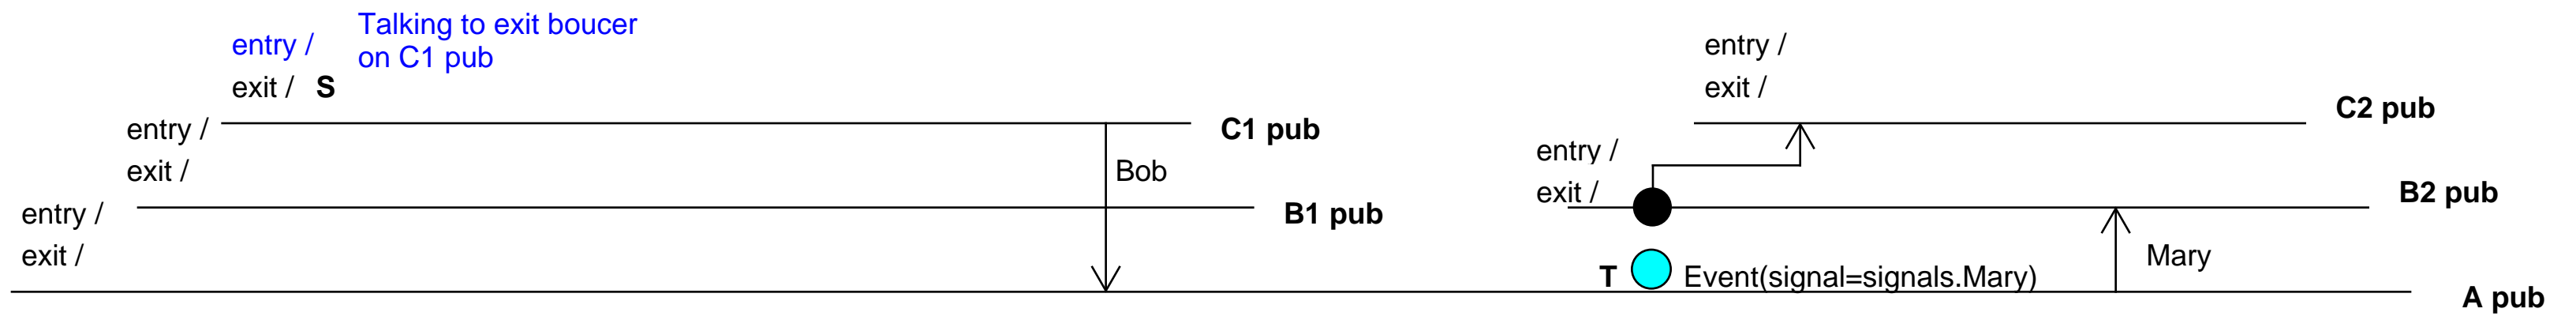 Talking to exit boucer
on C1 pub
entry /
exit / S
entry /
exit /
entry /
exit /
C1 pub
Bob
B1 pub
entry /
exit /
C2 pub
entry /
exit /
B2 pub
Mary
T Event(signal=signals.Mary)
A pub